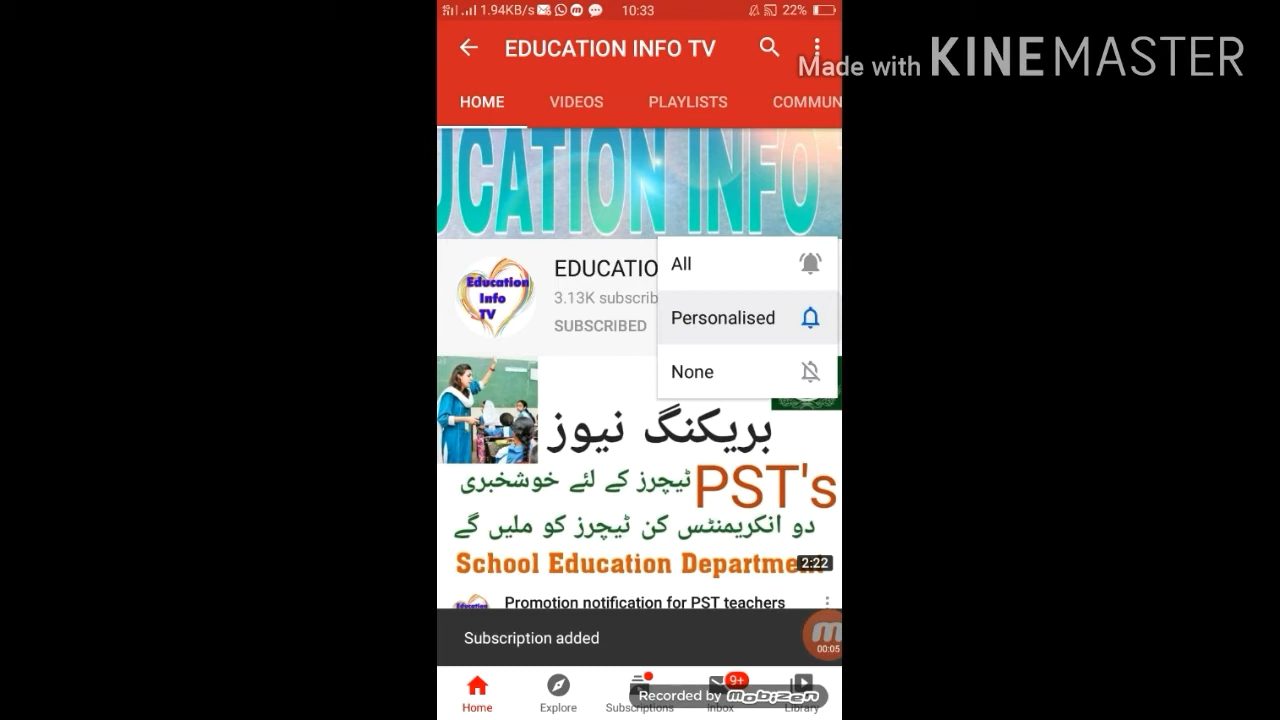 1.94KB/s 10:33 22%
EDUCATION INFO TV
Made with KINEMASTER
HOME VIDEOS PLAYLISTS COMMUN
UCATION INFO
All
Education Info TV
EDUCATIO
3.13K subscrib
SUBSCRIBED
Personalised
None
بریکنگ نیوز
PST's ٹیچرز کے لئے خوشخبری
دو انکریمنٹس کن ٹیچرز کو ملیں گے
School Education Department
2:22
Promotion notification for PST teachers
Subscription added
00:05
9+
Recorded by mobizen
Home Explore Subscriptions Inbox Library